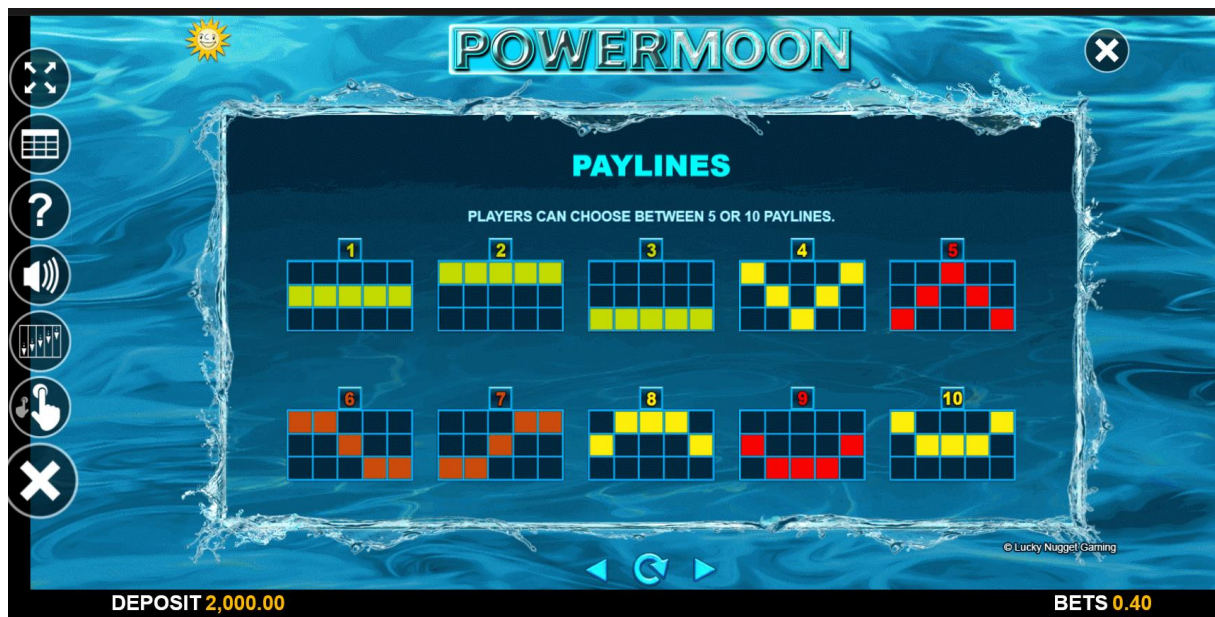 POWERMOON
PAYLINES
PLAYERS CAN CHOOSE BETWEEN 5 OR 10 PAYLINES.
1 2 3 4 5
6 7 8 9 10
© Lucky Nugget Gaming
DEPOSIT 2,000.00 BETS 0.40